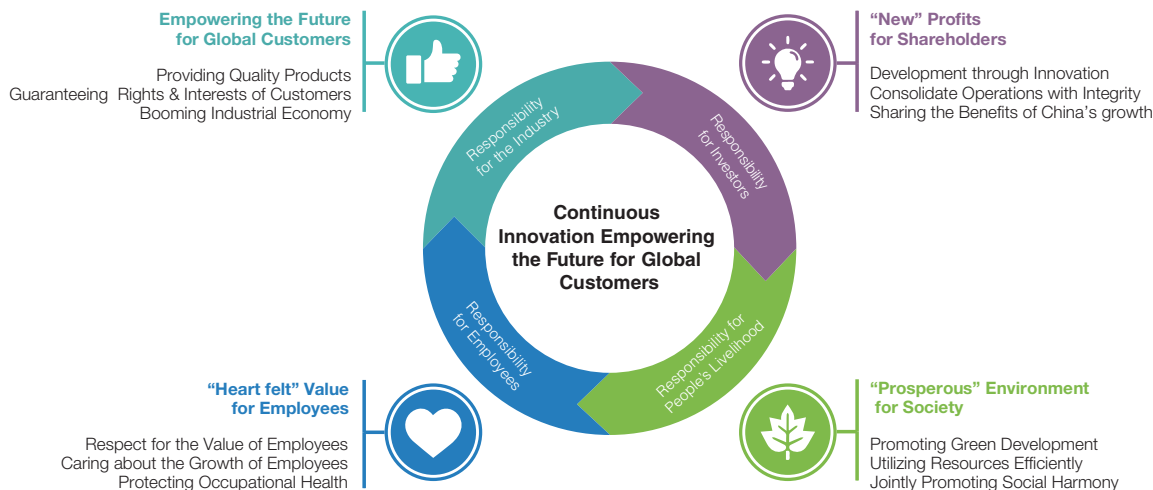 Empowering the Future
for Global Customers
Providing Quality Products
Guaranteeing Rights & Interests of Customers
Booming Industrial Economy
“New” Profits
for Shareholders
Development through Innovation
Consolidate Operations with Integrity
Sharing the Benefits of China’s growth
Responsibility
for the Industry
Responsibility
for Investors
Continuous
Innovation Empowering
the Future for Global
Customers
Responsibility
for Employees
Responsibility for
People’s Livelihood
“Heart felt” Value
for Employees
Respect for the Value of Employees
Caring about the Growth of Employees
Protecting Occupational Health
“Prosperous” Environment
for Society
Promoting Green Development
Utilizing Resources Efficiently
Jointly Promoting Social Harmony